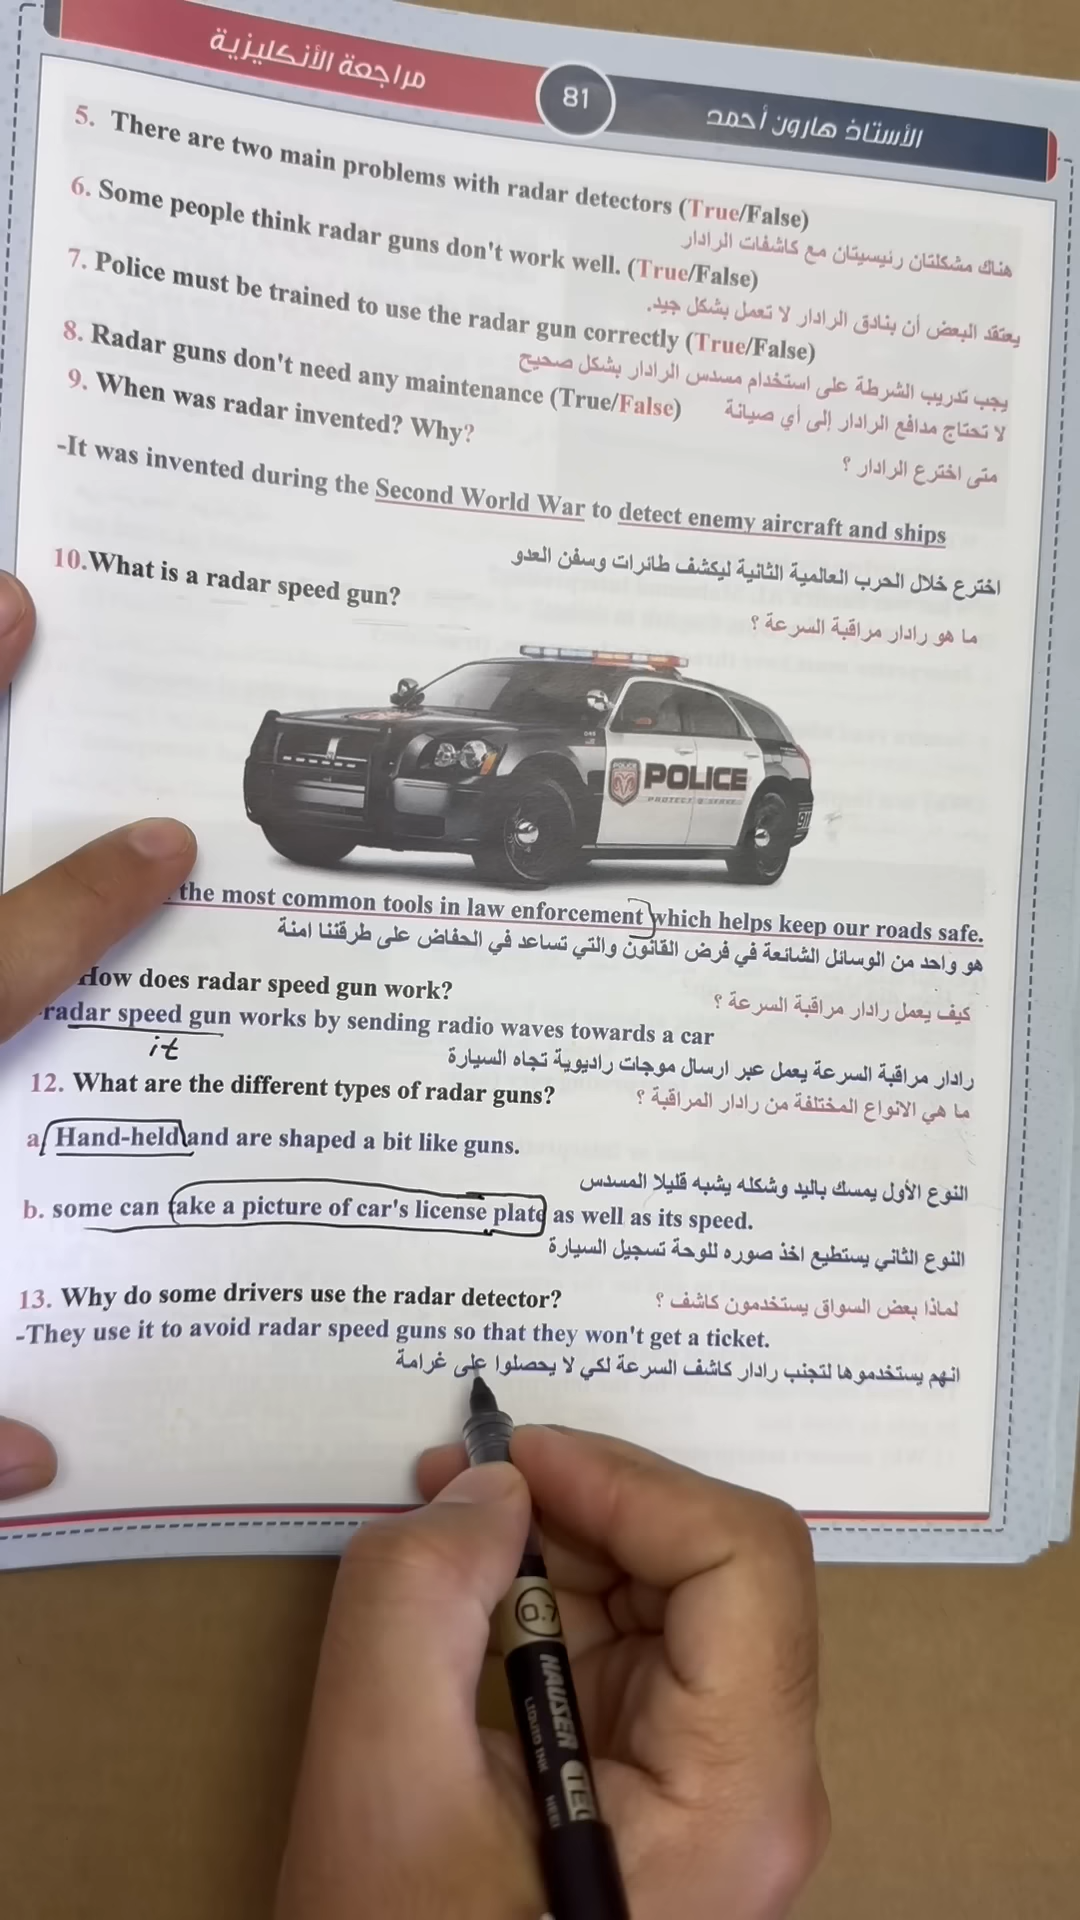 مراجعة الأنكليزية
81
الأستاذ هارون أحمد
5. There are two main problems with radar detectors (True/False)
هناك مشكلتان رئيسيتان مع كاشفات الرادار
6. Some people think radar guns don't work well. (True/False)
يعتقد البعض أن بنادق الرادار لا تعمل بشكل جيد.
7. Police must be trained to use the radar gun correctly (True/False)
يجب تدريب الشرطة على استخدام مسدس الرادار بشكل صحيح
8. Radar guns don't need any maintenance (True/False)
لا تحتاج مدافع الرادار إلى أي صيانة
9. When was radar invented? Why?
متى اخترع الرادار ؟
-It was invented during the Second World War to detect enemy aircraft and ships
اخترع خلال الحرب العالمية الثانية ليكشف طائرات وسفن العدو
10.What is a radar speed gun?
ما هو رادار مراقبة السرعة ؟
POLICE
PROTECT & SERVE
911
the most common tools in law enforcement which helps keep our roads safe.
هو واحد من الوسائل الشائعة في فرض القانون والتي تساعد في الحفاض على طرقتنا امنة
How does radar speed gun work?
كيف يعمل رادار مراقبة السرعة ؟
radar speed gun works by sending radio waves towards a car
it
رادار مراقبة السرعة يعمل عبر ارسال موجات راديوية تجاه السيارة
12. What are the different types of radar guns?
ما هي الانواع المختلفة من رادار المراقبة ؟
a Hand-held and are shaped a bit like guns.
النوع الأول يمسك باليد وشكله يشبه قليلا المسدس
b. some can take a picture of car's license plate as well as its speed.
النوع الثاني يستطيع اخذ صوره للوحة تسجيل السيارة
13. Why do some drivers use the radar detector?
لماذا بعض السواق يستخدمون كاشف ؟
-They use it to avoid radar speed guns so that they won't get a ticket.
انهم يستخدموها لتجنب رادار كاشف السرعة لكي لا يحصلوا على غرامة
0.7
HAUSER
LIQUID INK